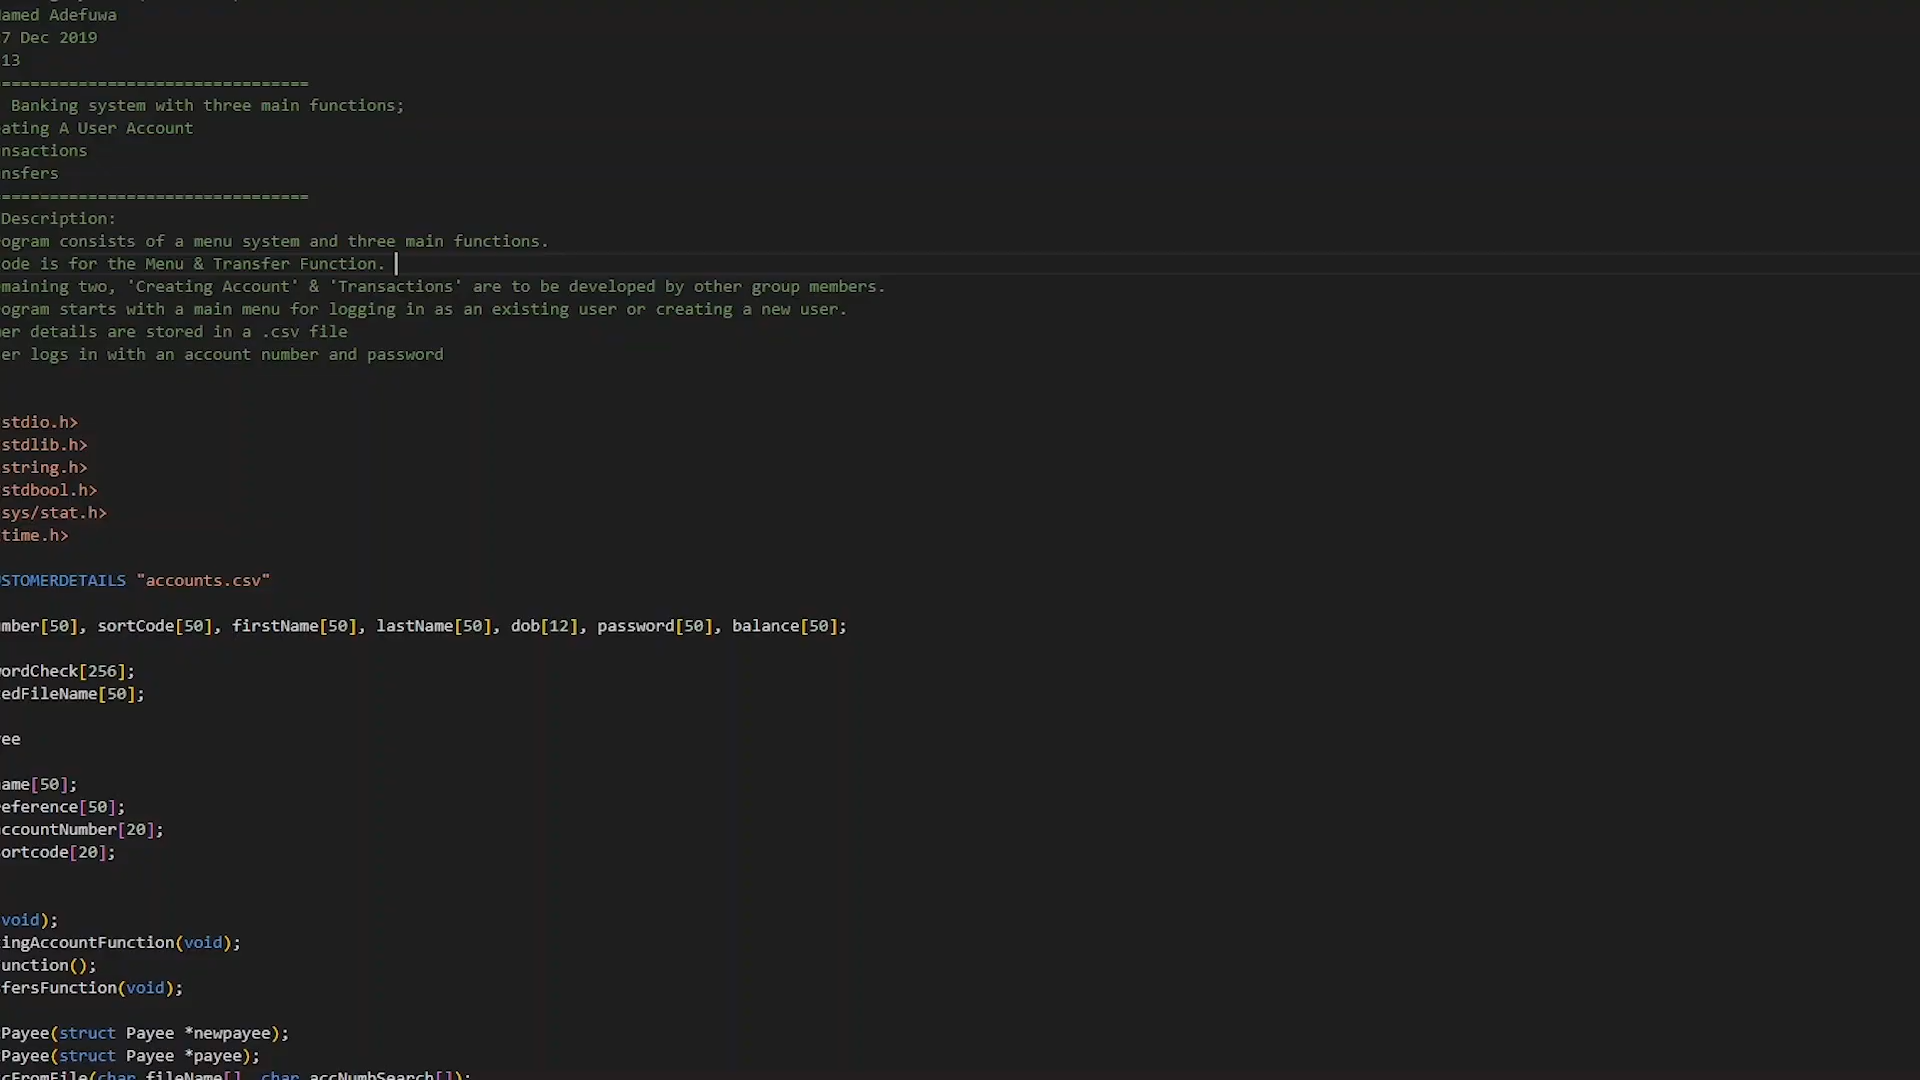 amed Adefuwa
7 Dec 2019
13
================================
Banking system with three main functions;
ating A User Account
nsactions
nsfers
================================
Description:
ogram consists of a menu system and three main functions.
ode is for the Menu & Transfer Function.
maining two, 'Creating Account' & 'Transactions' are to be developed by other group members.
ogram starts with a main menu for logging in as an existing user or creating a new user.
er details are stored in a .csv file
er logs in with an account number and password
stdio.h>
stdlib.h>
string.h>
stdbool.h>
sys/stat.h>
time.h>
STOMERDETAILS "accounts.csv"
mber[50], sortCode[50], firstName[50], lastName[50], dob[12], password[50], balance[50];
ordCheck[256];
edFileName[50];
ee
ame[50];
eference[50];
ccountNumber[20];
ortcode[20];
void);
ingAccountFunction(void);
unction();
fersFunction(void);
Payee(struct Payee *newpayee);
Payee(struct Payee *payee);
cFromFile(char fileName[], char accNumbSearch[]);